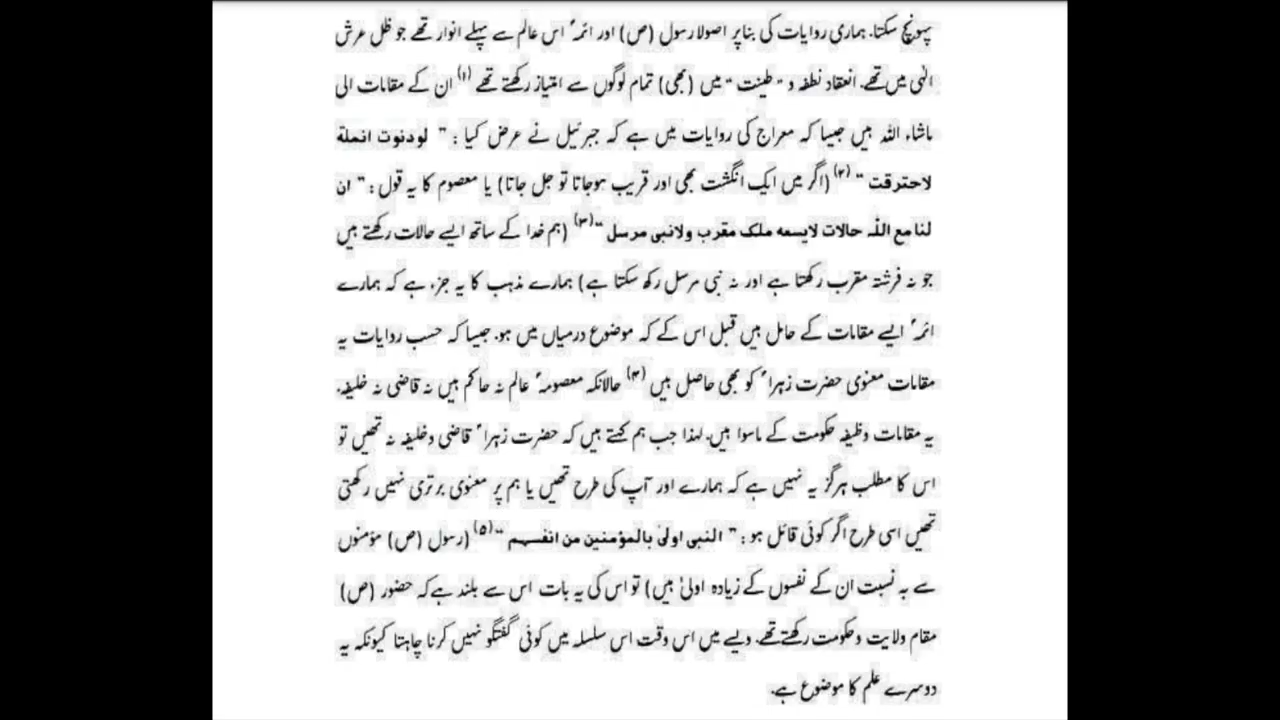 پہونچ سکتا۔ ہماری روایات کی بنا پر اصولا رسول (ص) اور ائمہؑ اس عالم سے پہلے انوار تھے جو ظل عرش
الٰہی میں تھے۔ انعقاد نطفہ و " طینت " میں (بھی) تمام لوگوں سے امتیاز رکھتے تھے (۱) ان کے مقامات الی
ماشاء اللہ ہیں جیسا کہ معراج کی روایات میں ہے کہ جبرئیل نے عرض کیا : " لودنوت انملة
لاحترقت " (۲) (اگر میں ایک انگشت بھی اور قریب ہوجاتا تو جل جاتا) یا معصوم کا یہ قول : " ان
لنا مع اللہ حالات لایسعہ ملک مقرب ولانبی مرسل " (۳) (ہم خدا کے ساتھ ایسے حالات رکھتے ہیں
جو نہ فرشتہ مقرب رکھتا ہے اور نہ نبی مرسل رکھ سکتا ہے) ہمارے مذہب کا یہ جزء ہے کہ ہمارے
ائمہؑ ایسے مقامات کے حامل ہیں قبل اس کے کہ موضوع درمیاں میں ہو۔ جیسا کہ حسب روایات یہ
مقامات معنوی حضرت زہراؑ کو بھی حاصل ہیں (۴) حالانکہ معصومہؑ عالم نہ حاکم ہیں نہ قاضی نہ خلیفہ۔
یہ مقامات وظیفہ حکومت کے ماسوا ہیں۔ لہذا جب ہم کہتے ہیں کہ حضرت زہراؑ قاضی و خلیفہ نہ تھیں تو
اس کا مطلب ہرگز یہ نہیں ہے کہ ہمارے اور آپ کی طرح تھیں یا ہم پر معنوی برتری نہیں رکھتی
تھیں اسی طرح اگر کوئی قائل ہو : " النبی اولیٰ بالمؤمنین من انفسہم " (۵) (رسول (ص) مؤمنوں
سے بہ نسبت ان کے نفسوں کے زیادہ اولیٰ ہیں) تو اس کی یہ بات اس سے بلند ہے کہ حضور (ص)
مقام ولایت و حکومت رکھتے تھے۔ ویسے میں اس وقت اس سلسلہ میں کوئی گفتگو نہیں کرنا چاہتا کیونکہ یہ
دوسرے علم کا موضوع ہے۔